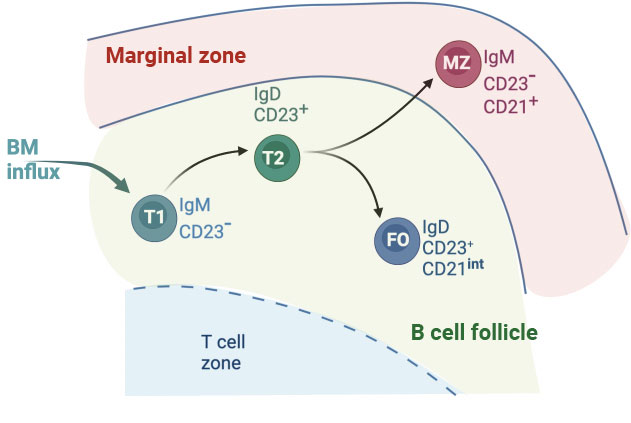 Marginal zone
MZ
IgM
CD23⁻
CD21⁺
IgD
CD23⁺
T2
BM
influx
T1
IgM
CD23⁻
FO
IgD
CD23⁺
CD21ⁱⁿᵗ
B cell follicle
T cell
zone